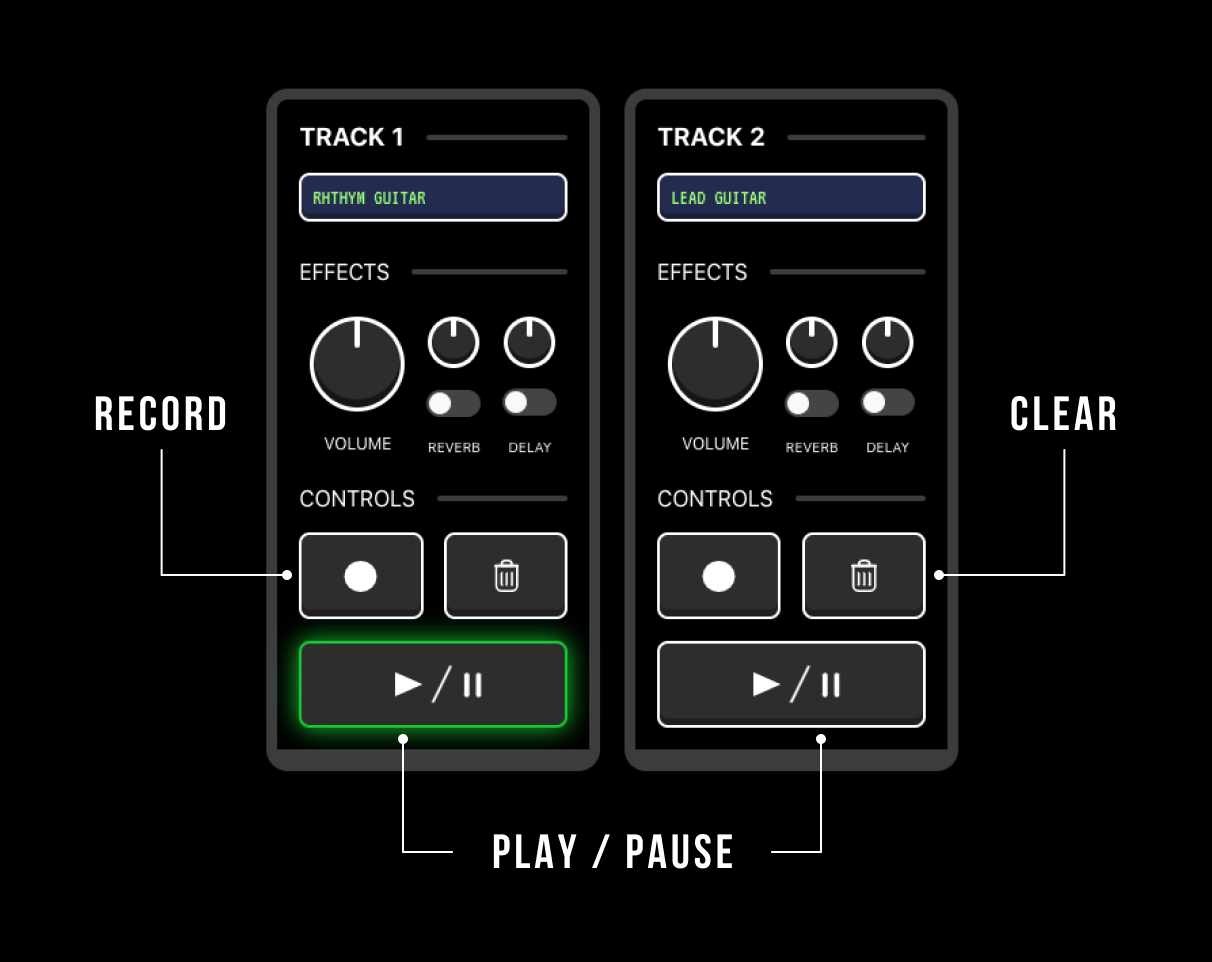 TRACK 1
RHTHYM GUITAR
EFFECTS
VOLUME
REVERB
DELAY
CONTROLS
TRACK 2
LEAD GUITAR
EFFECTS
VOLUME
REVERB
DELAY
CONTROLS
RECORD
CLEAR
PLAY / PAUSE